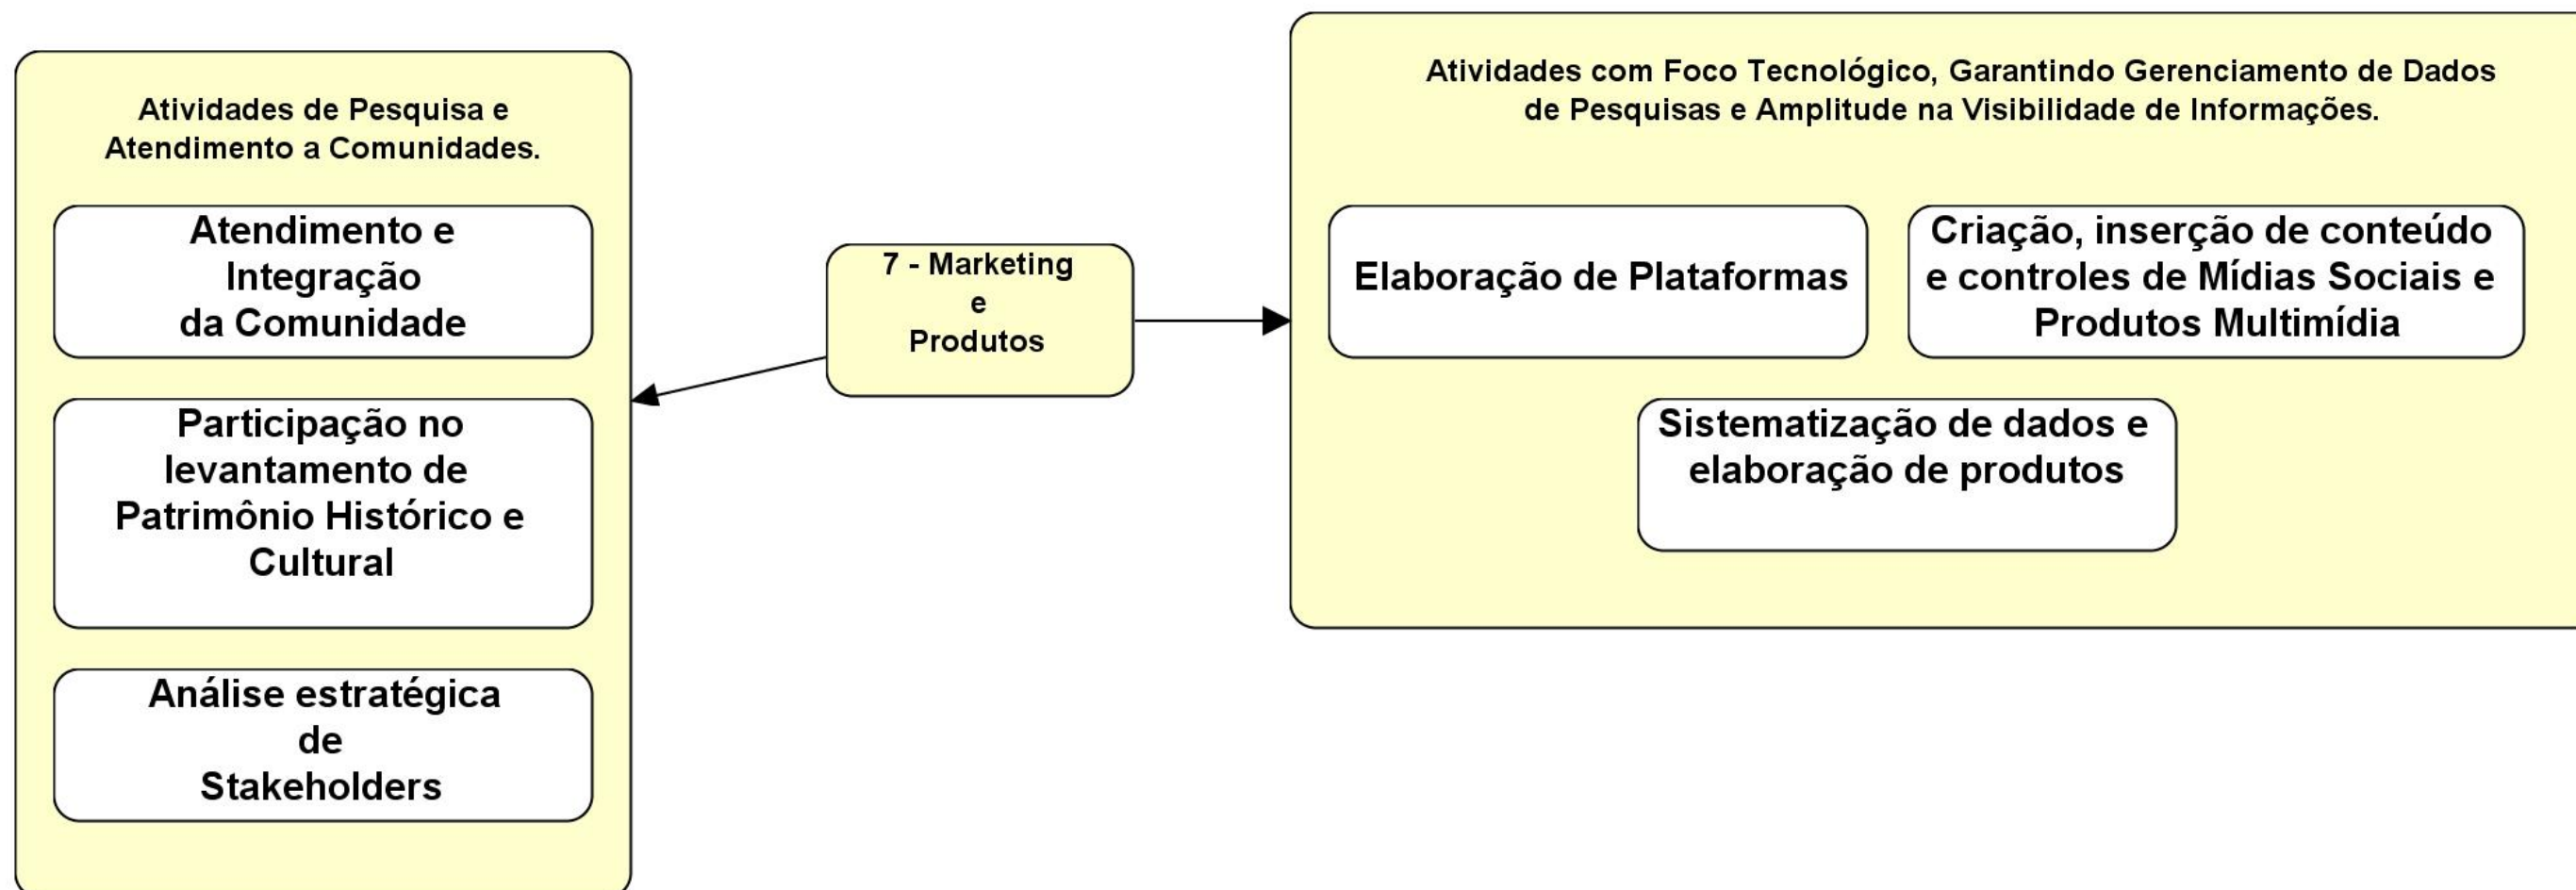 Atividades de Pesquisa e
Atendimento a Comunidades.
Atendimento e
Integração
da Comunidade
Participação no
levantamento de
Patrimônio Histórico e
Cultural
Análise estratégica
de
Stakeholders
7 - Marketing
e
Produtos
Atividades com Foco Tecnológico, Garantindo Gerenciamento de Dados
de Pesquisas e Amplitude na Visibilidade de Informações.
Elaboração de Plataformas
Criação, inserção de conteúdo
e controles de Mídias Sociais e
Produtos Multimídia
Sistematização de dados e
elaboração de produtos